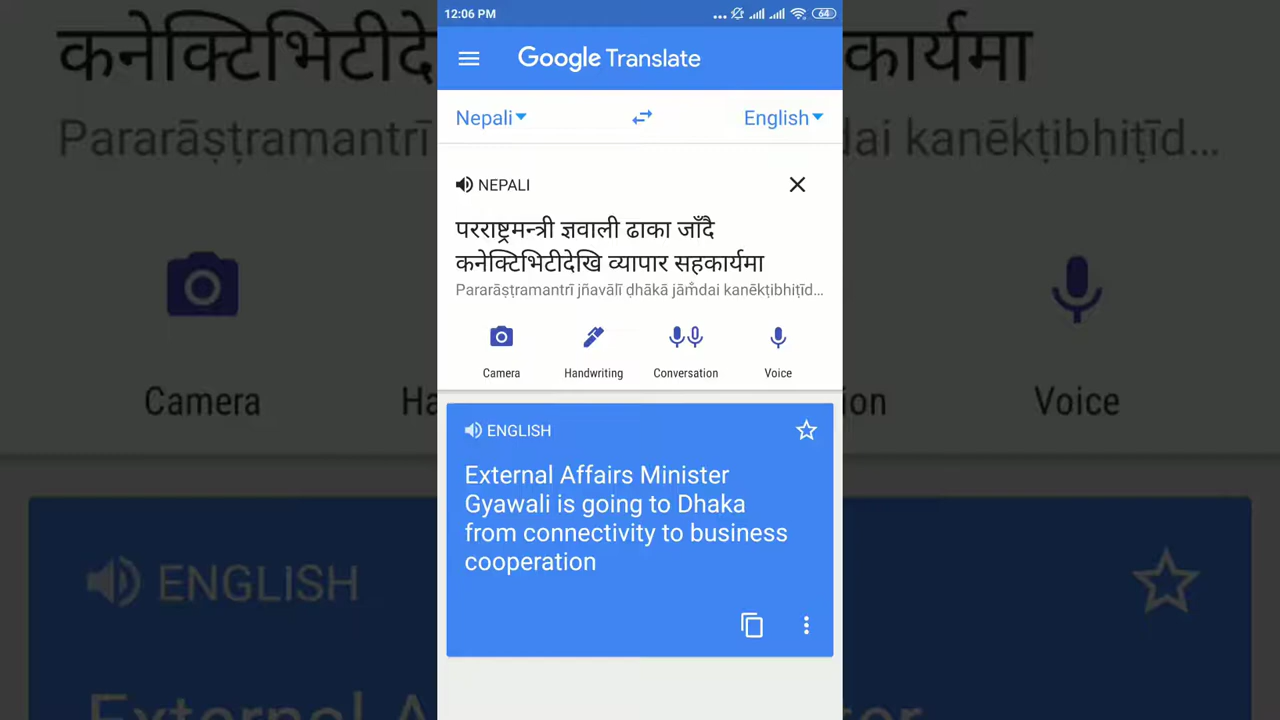 12:06 PM
64
Google Translate
Nepali
English
NEPALI
परराष्ट्रमन्त्री ज्ञवाली ढाका जाँदै
कनेक्टिभिटीदेखि व्यापार सहकार्यमा
Pararāṣṭramantrī jñavālī ḍhākā jām̐dai kanēkṭibhiṭīd...
Camera
Handwriting
Conversation
Voice
ENGLISH
External Affairs Minister
Gyawali is going to Dhaka
from connectivity to business
cooperation